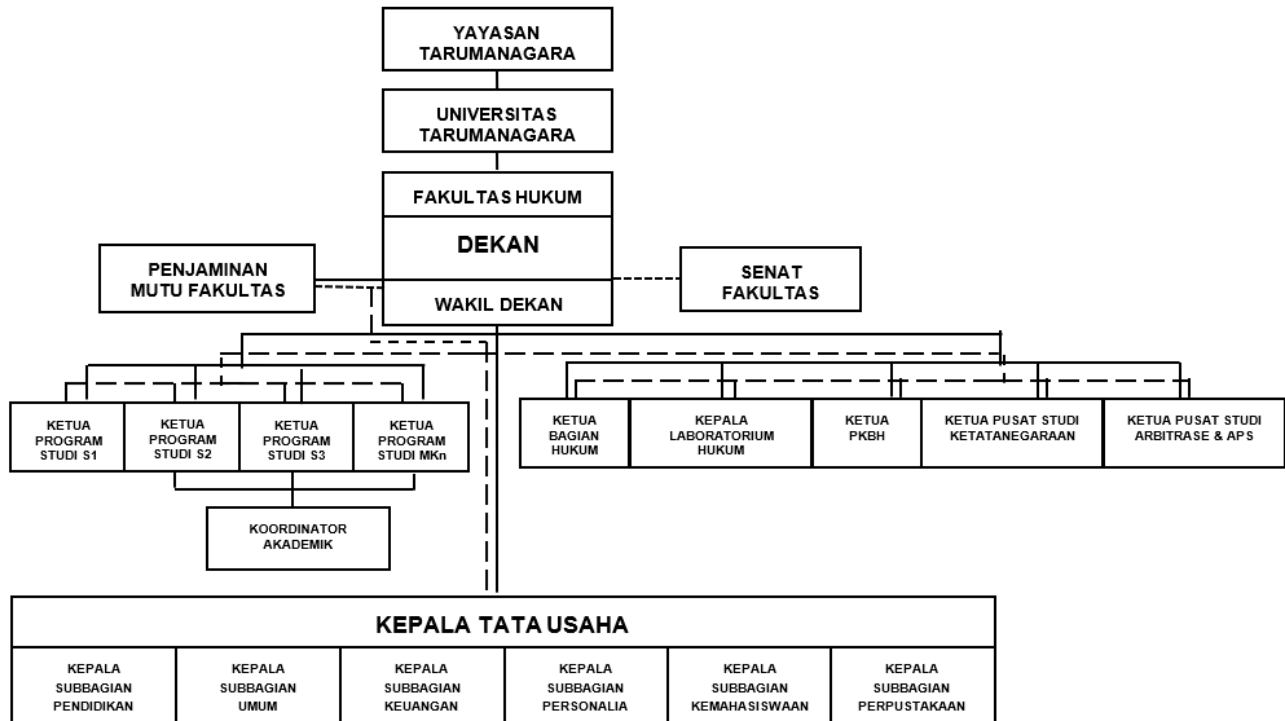 YAYASAN
TARUMANAGARA
UNIVERSITAS
TARUMANAGARA
FAKULTAS HUKUM
DEKAN
WAKIL DEKAN
PENJAMINAN
MUTU FAKULTAS
SENAT
FAKULTAS
KETUA
PROGRAM
STUDI S1
KETUA
PROGRAM
STUDI S2
KETUA
PROGRAM
STUDI S3
KETUA
PROGRAM
STUDI MKn
KETUA
BAGIAN
HUKUM
KEPALA
LABORATORIUM
HUKUM
KETUA
PKBH
KETUA PUSAT STUDI
KETATANEGARAAN
KETUA PUSAT STUDI
ARBITRASE & APS
KOORDINATOR
AKADEMIK
KEPALA TATA USAHA
KEPALA
SUBBAGIAN
PENDIDIKAN
KEPALA
SUBBAGIAN
UMUM
KEPALA
SUBBAGIAN
KEUANGAN
KEPALA
SUBBAGIAN
PERSONALIA
KEPALA
SUBBAGIAN
KEMAHASISWAAN
KEPALA
SUBBAGIAN
PERPUSTAKAAN